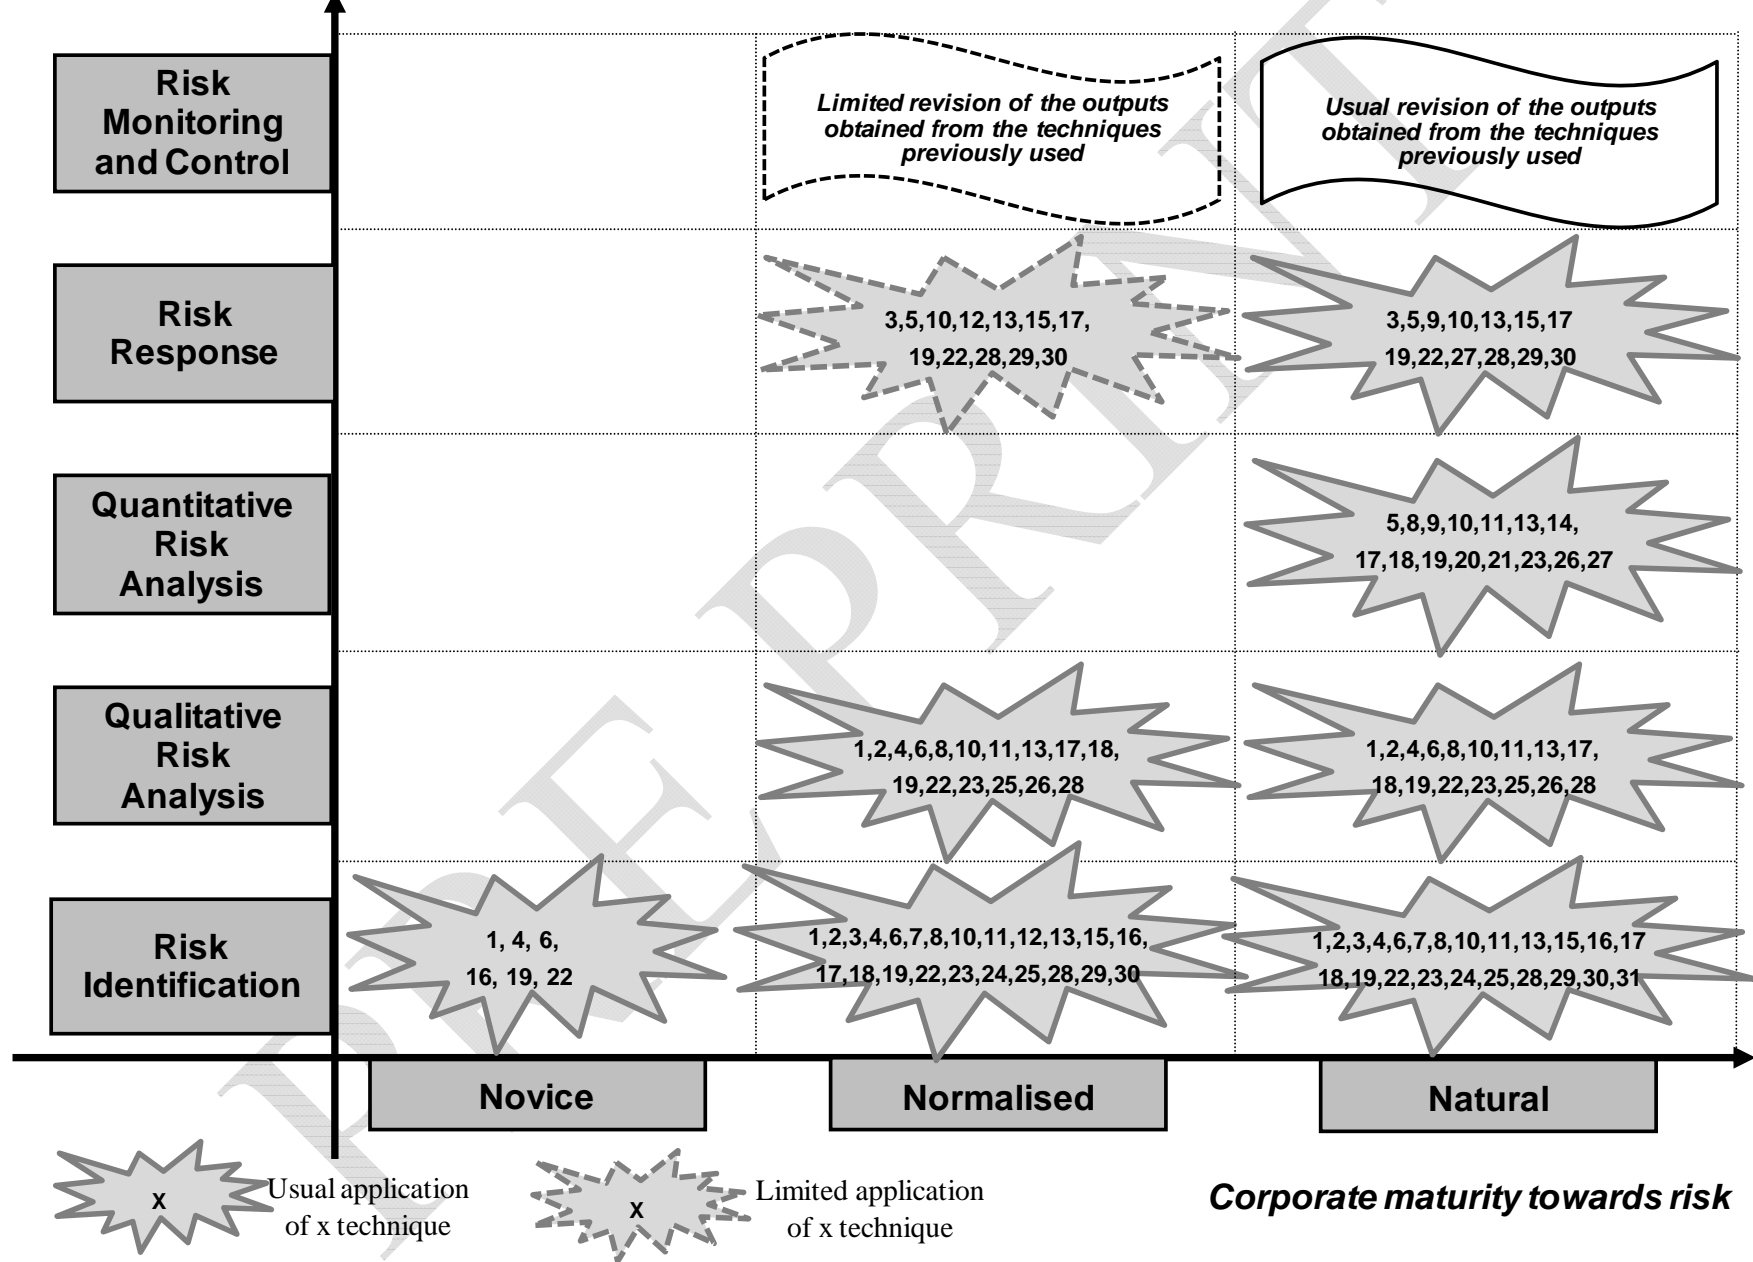 Risk
Monitoring
and Control
Limited revision of the outputs
obtained from the techniques
previously used
Usual revision of the outputs
obtained from the techniques
previously used
Risk
Response
3,5,10,12,13,15,17,
19,22,28,29,30
3,5,9,10,13,15,17
19,22,27,28,29,30
Quantitative
Risk
Analysis
5,8,9,10,11,13,14,
17,18,19,20,21,23,26,27
Qualitative
Risk
Analysis
1,2,4,6,8,10,11,13,17,18,
19,22,23,25,26,28
1,2,4,6,8,10,11,13,17,
18,19,22,23,25,26,28
Risk
Identification
1, 4, 6,
16, 19, 22
1,2,3,4,6,7,8,10,11,12,13,15,16,
17,18,19,22,23,24,25,28,29,30
1,2,3,4,6,7,8,10,11,13,15,16,17
18,19,22,23,24,25,28,29,30,31
Novice
Normalised
Natural
X
Usual application
of x technique
X
Limited application
of x technique
Corporate maturity towards risk
PRE PRINT